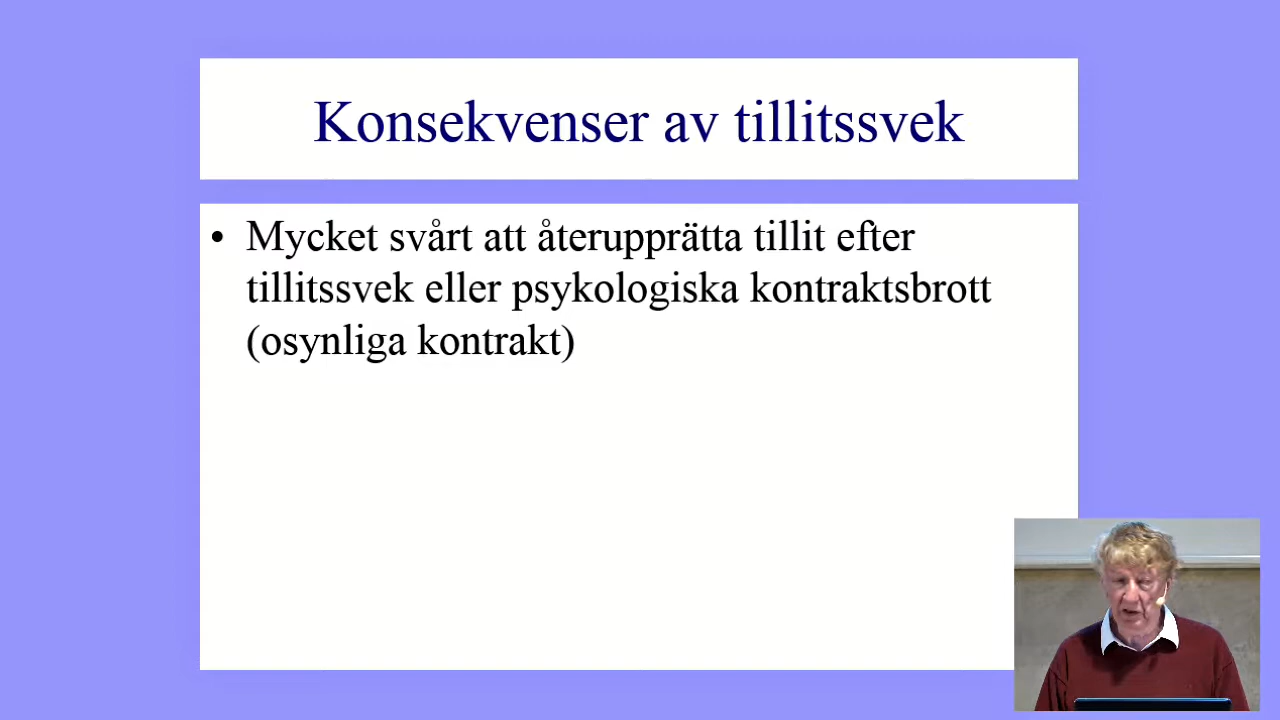 Konsekvenser av tillitssvek
• Mycket svårt att återupprätta tillit efter
tillitssvek eller psykologiska kontraktsbrott
(osynliga kontrakt)